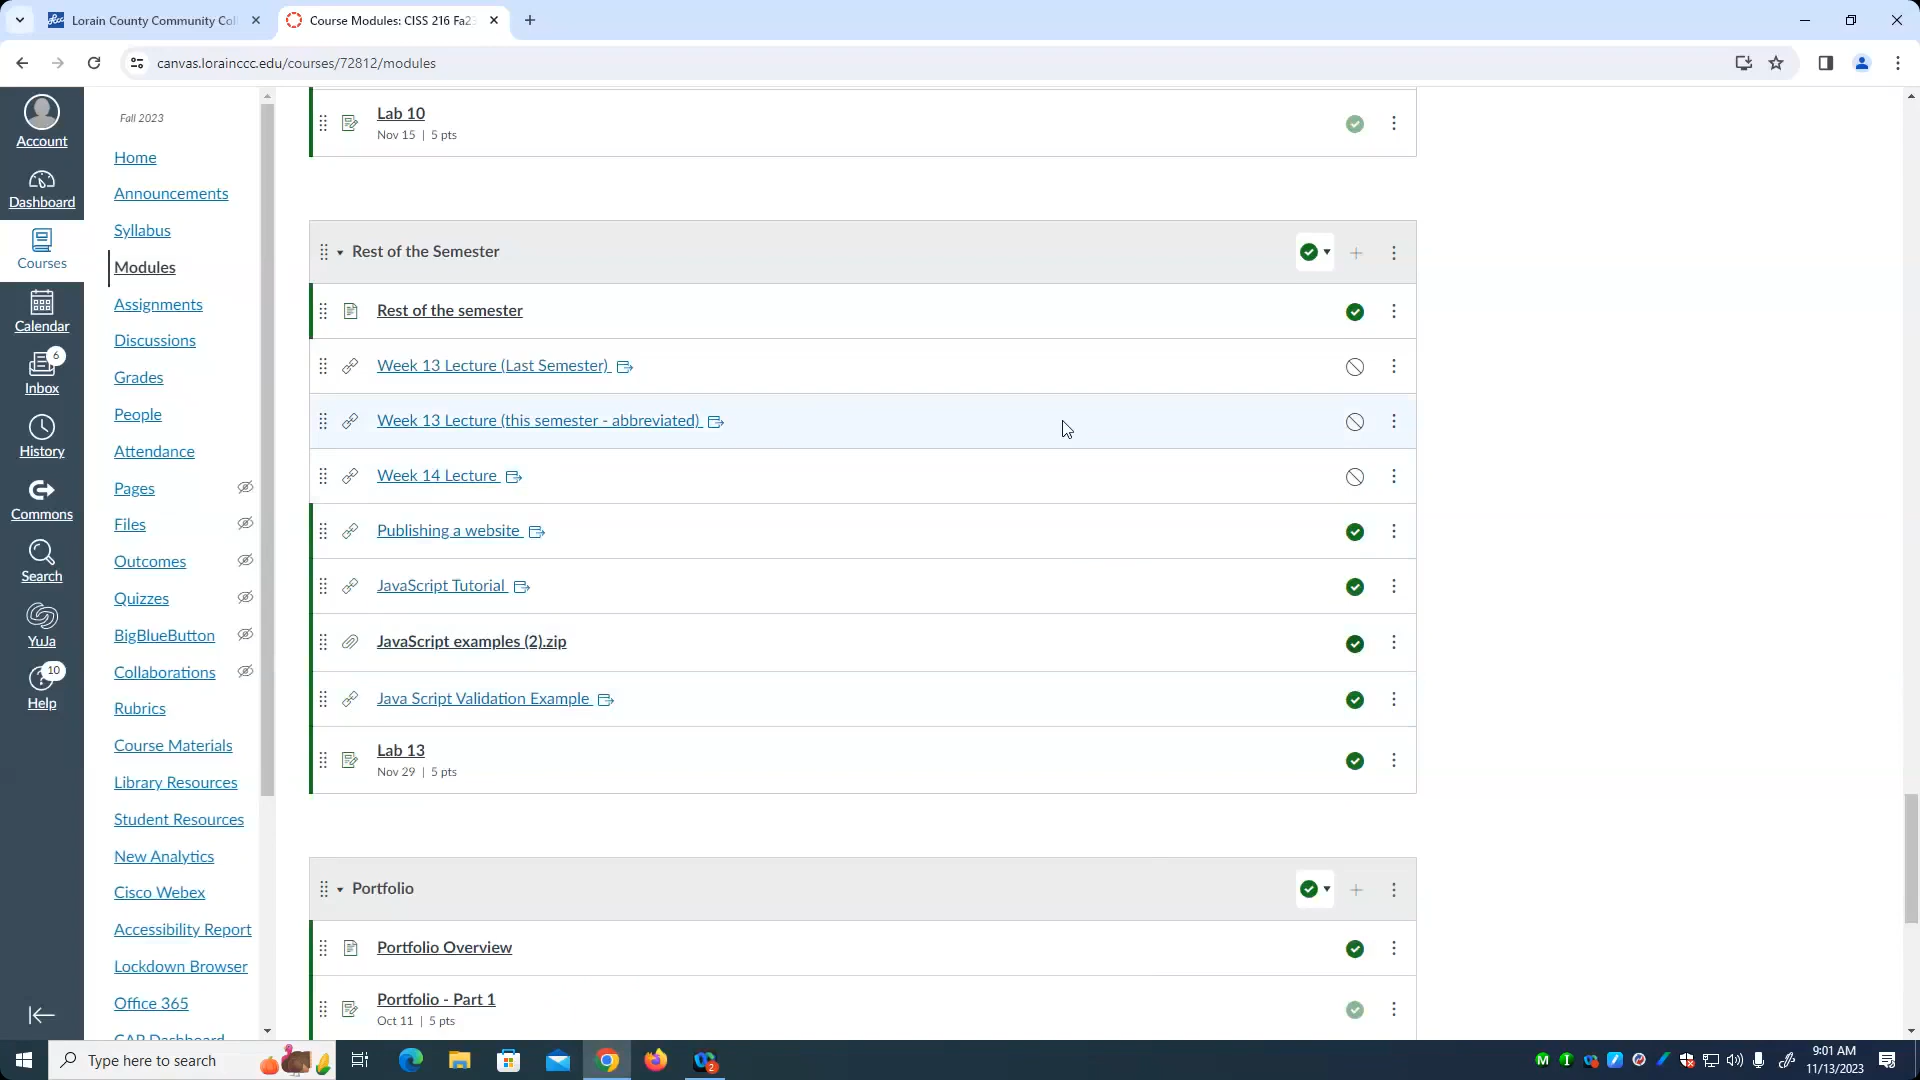 Lorain County Community Col
Course Modules: CISS 216 Fa23
canvas.lorainccc.edu/courses/72812/modules
Account
Dashboard
Courses
Calendar
6
Inbox
History
Commons
Search
YuJa
10
Help
Fall 2023
Home
Announcements
Syllabus
Modules
Assignments
Discussions
Grades
People
Attendance
Pages
Files
Outcomes
Quizzes
BigBlueButton
Collaborations
Rubrics
Course Materials
Library Resources
Student Resources
New Analytics
Cisco Webex
Accessibility Report
Lockdown Browser
Office 365
CAR Dashboard
Lab 10
Nov 15 | 5 pts
Rest of the Semester
Rest of the semester
Week 13 Lecture (Last Semester)
Week 13 Lecture (this semester - abbreviated)
Week 14 Lecture
Publishing a website
JavaScript Tutorial
JavaScript examples (2).zip
Java Script Validation Example
Lab 13
Nov 29 | 5 pts
Portfolio
Portfolio Overview
Portfolio - Part 1
Oct 11 | 5 pts
Type here to search
2
M
I
9:01 AM
11/13/2023